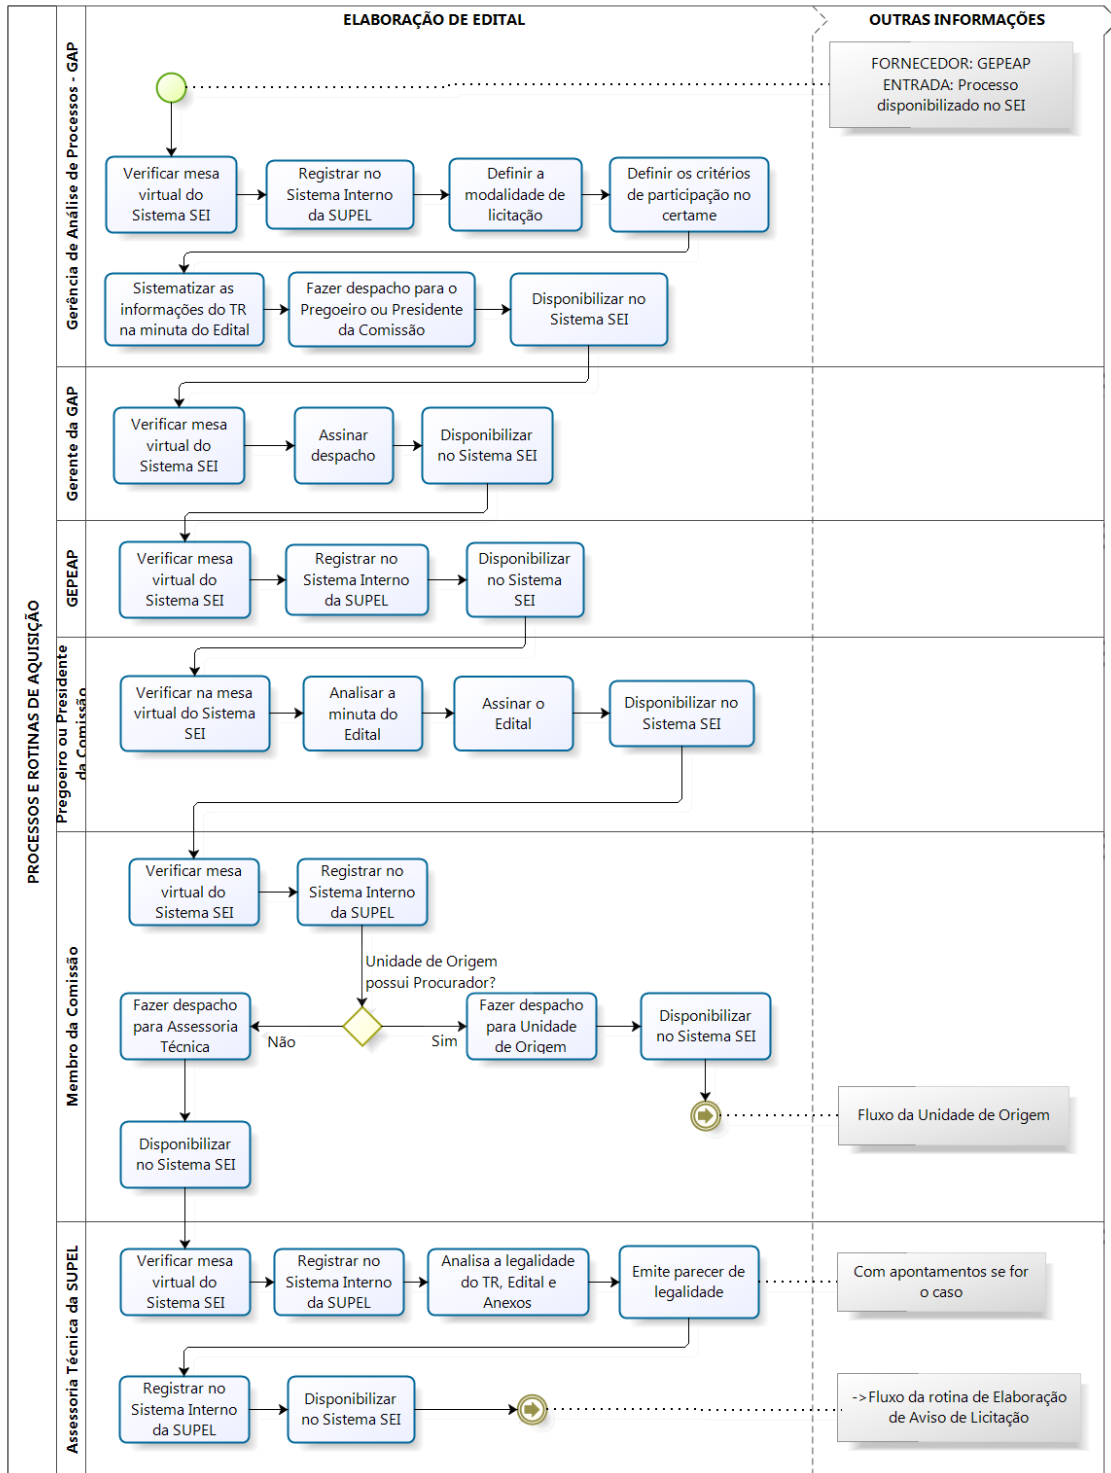 ELABORAÇÃO DE EDITAL
OUTRAS INFORMAÇÕES
PROCESSOS E ROTINAS DE AQUISIÇÃO
Gerência de Análise de Processos - GAP
FORNECEDOR: GEPEAP
ENTRADA: Processo
disponibilizado no SEI
Verificar mesa
virtual do
Sistema SEI
Registrar no
Sistema Interno
da SUPEL
Definir a
modalidade de
licitação
Definir os critérios
de participação no
certame
Sistematizar as
informações do TR
na minuta do Edital
Fazer despacho para o
Pregoeiro ou Presidente
da Comissão
Disponibilizar no
Sistema SEI
Gerente da GAP
Verificar mesa
virtual do
Sistema SEI
Assinar
despacho
Disponibilizar
no Sistema SEI
GEPEAP
Verificar mesa
virtual do
Sistema SEI
Registrar no
Sistema Interno
da SUPEL
Disponibilizar
no Sistema
SEI
Pregoeiro ou Presidente
da Comissão
Verificar na mesa
virtual do Sistema
SEI
Analisar a
minuta do
Edital
Assinar o
Edital
Disponibilizar no
Sistema SEI
Membro da Comissão
Verificar mesa
virtual do
Sistema SEI
Registrar no
Sistema Interno
da SUPEL
Unidade de Origem
possui Procurador?
Fazer despacho
para Assessoria
Técnica
Não
Sim
Fazer despacho
para Unidade
de Origem
Disponibilizar
no Sistema SEI
Fluxo da Unidade de Origem
Disponibilizar
no Sistema SEI
Assessoria Técnica da SUPEL
Verificar mesa
virtual do
Sistema SEI
Registrar no
Sistema Interno
da SUPEL
Analisa a legalidade
do TR, Edital e
Anexos
Emite parecer de
legalidade
Com apontamentos se for
o caso
Registrar no
Sistema Interno
da SUPEL
Disponibilizar
no Sistema SEI
->Fluxo da rotina de Elaboração
de Aviso de Licitação